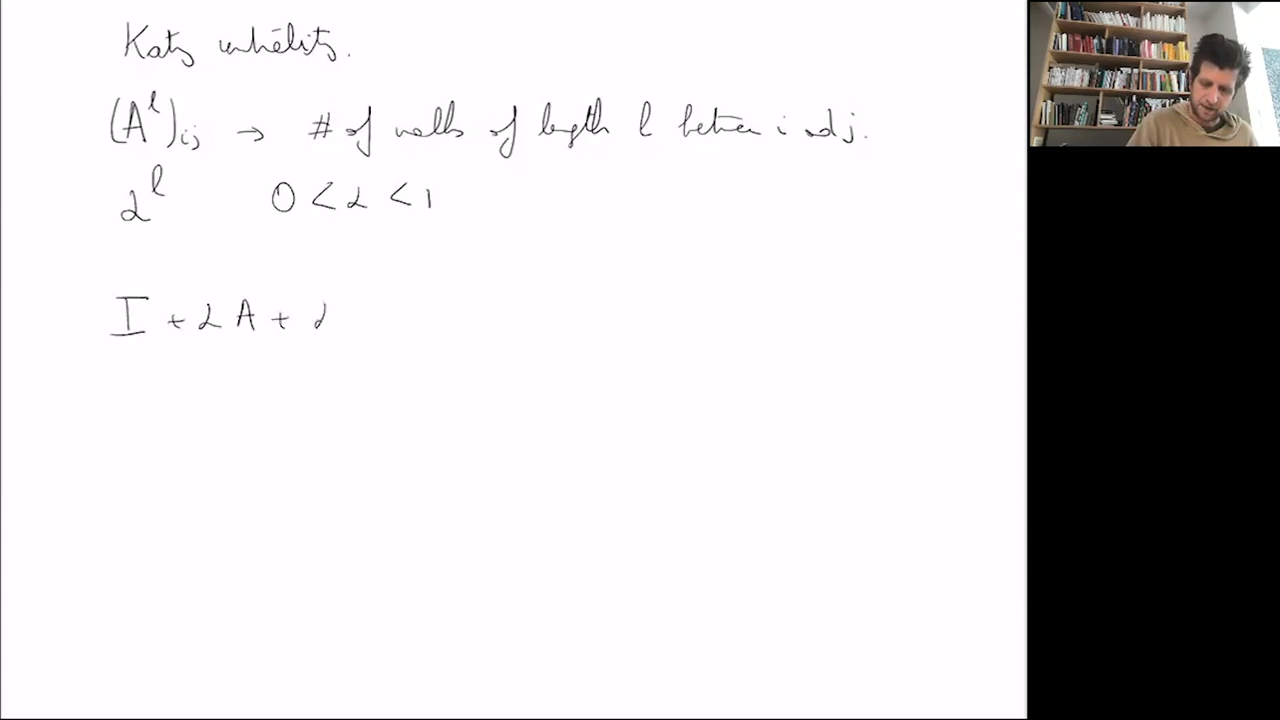 Katz centrality.
(A^l)_ij → # of walks of length l between i and j.
α^l 0 < α < 1
I + α A + α